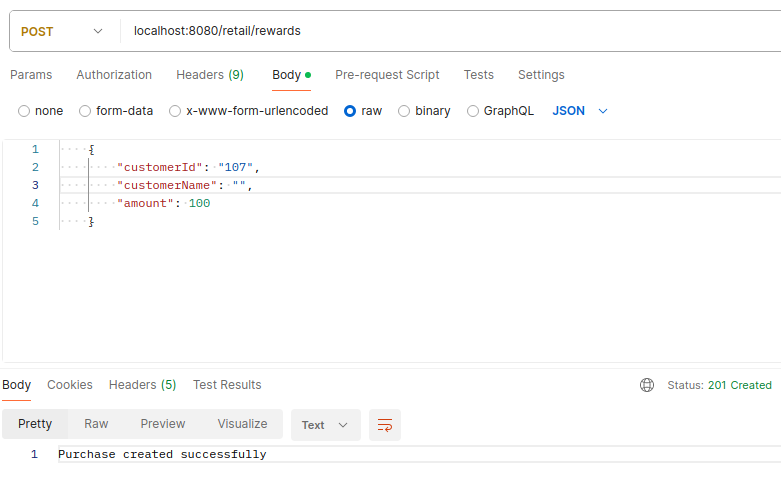 POST localhost:8080/retail/rewards
Params Authorization Headers (9) Body Pre-request Script Tests Settings
none form-data x-www-form-urlencoded raw binary GraphQL JSON
1 {
2 "customerId": "107",
3 "customerName": "",
4 "amount": 100
5 }
Body Cookies Headers (5) Test Results Status: 201 Created
Pretty Raw Preview Visualize Text
1 Purchase created successfully